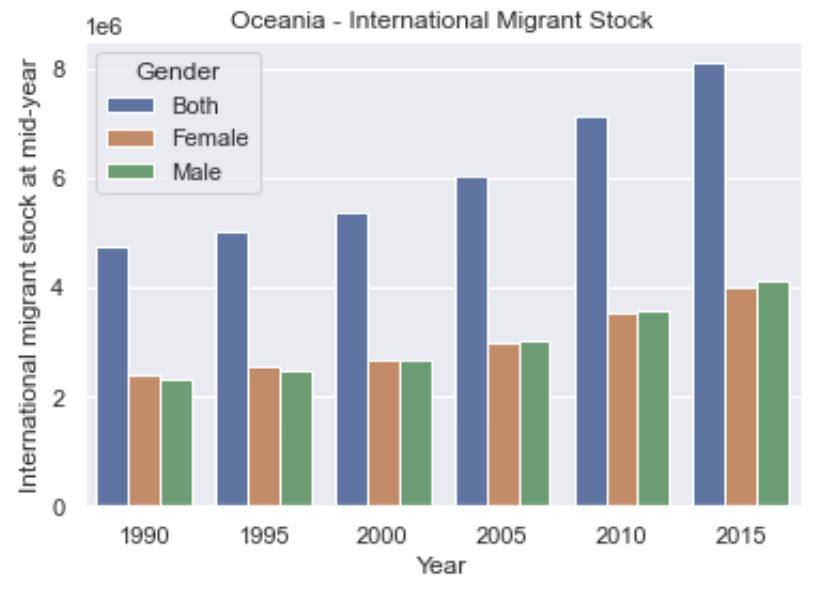 Oceania - International Migrant Stock
1e6
International migrant stock at mid-year
8
6
4
2
0
Gender
Both
Female
Male
1990 1995 2000 2005 2010 2015
Year